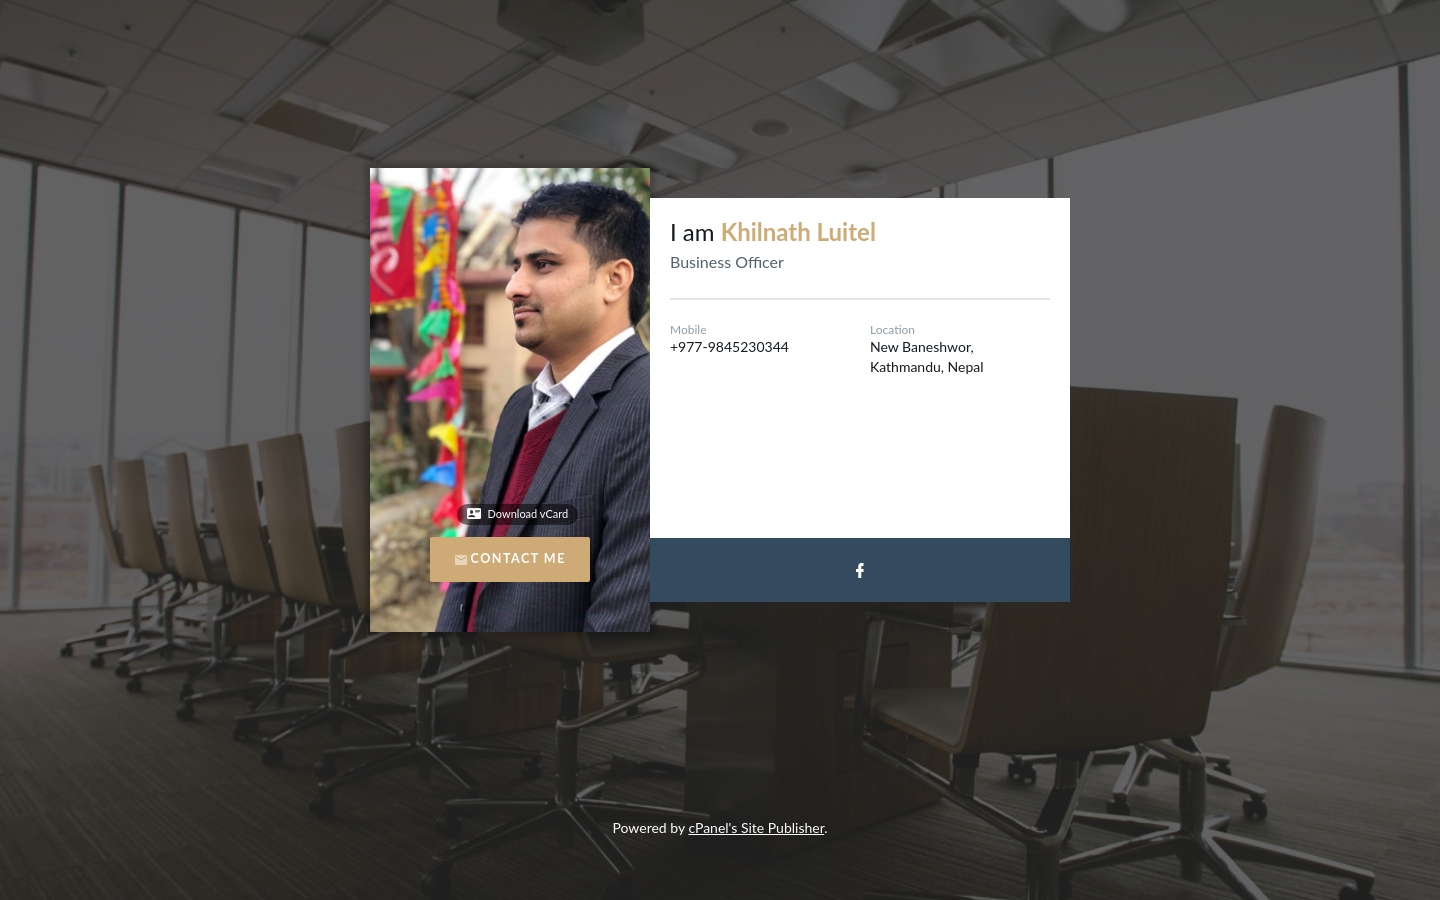 I am Khilnath Luitel
Business Officer
Mobile
+977-9845230344
Location
New Baneshwor,
Kathmandu, Nepal
Download vCard
CONTACT ME
Powered by cPanel's Site Publisher.